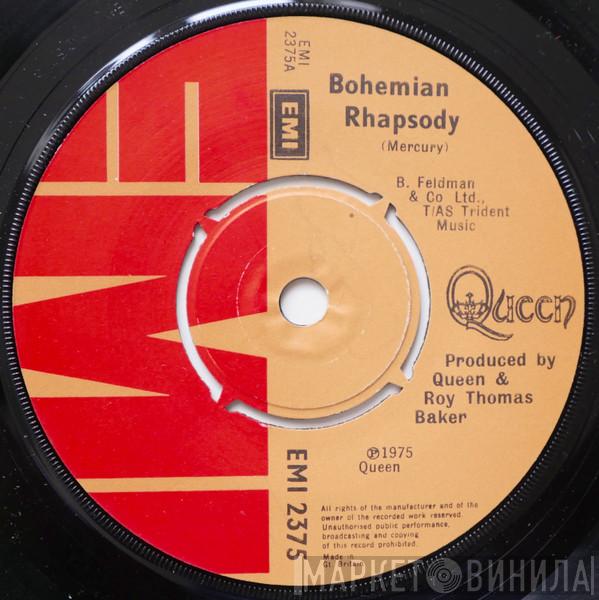 EMI
EMI
2375A
EMI
Bohemian
Rhapsody
(Mercury)
B. Feldman
& Co Ltd.,
T/AS Trident
Music
Queen
Produced by
Queen &
Roy Thomas
Baker
℗1975
Queen
EMI 2375
All rights of the manufacturer and of the
owner of the recorded work reserved.
Unauthorised public performance,
broadcasting and copying
of this record prohibited.
Made in
Gt. Britain
МАРКЕТ ВИНИЛА